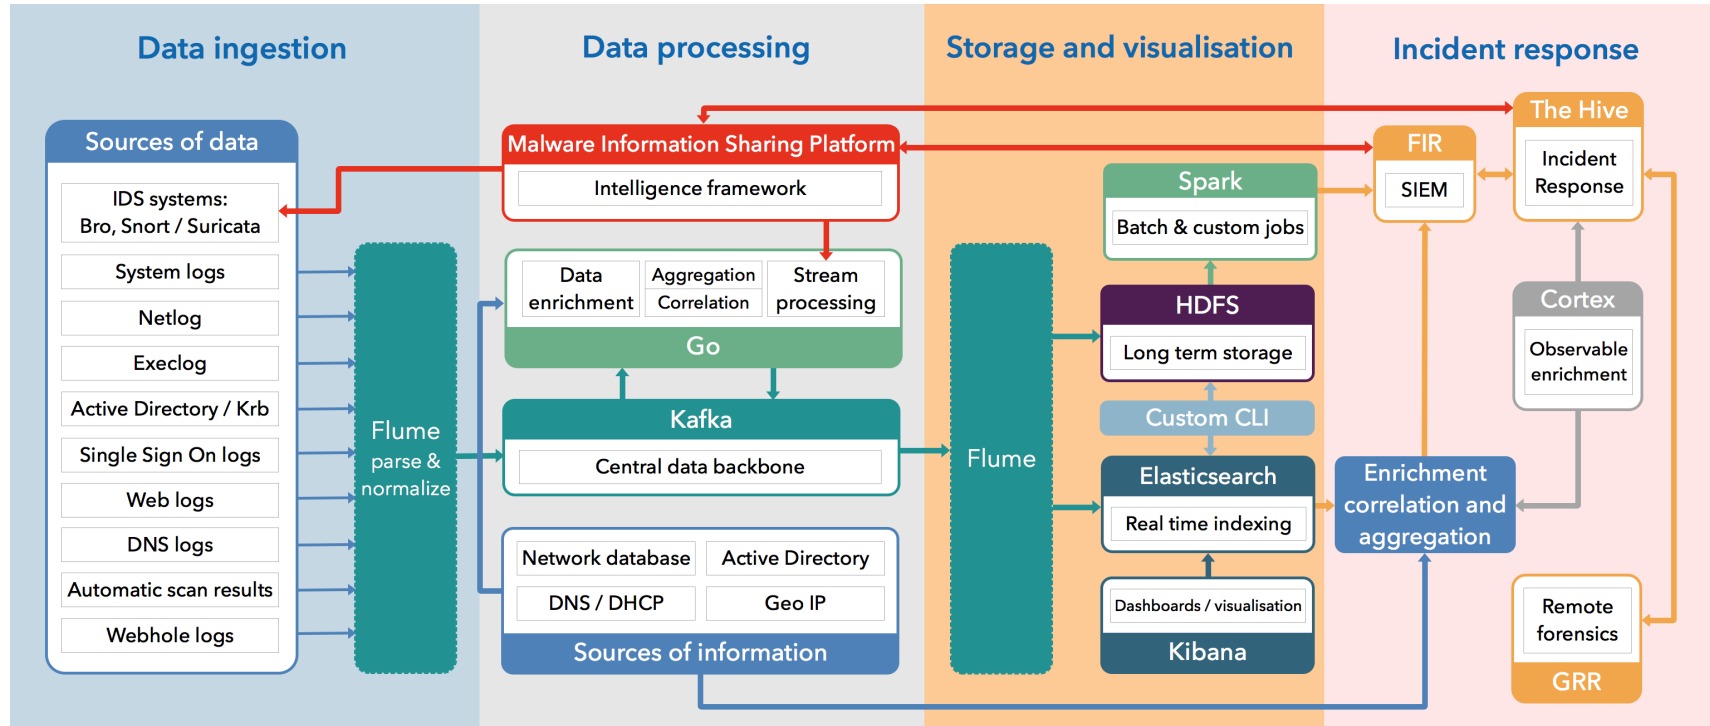 Data ingestion
Data processing
Storage and visualisation
Incident response
Sources of data
IDS systems:
Bro, Snort / Suricata
System logs
Netlog
Execlog
Active Directory / Krb
Single Sign On logs
Web logs
DNS logs
Automatic scan results
Webhole logs
Flume
parse &
normalize
Malware Information Sharing Platform
Intelligence framework
Data
enrichment
Aggregation
Correlation
Stream
processing
Go
Kafka
Central data backbone
Network database
Active Directory
DNS / DHCP
Geo IP
Sources of information
Flume
Spark
Batch & custom jobs
HDFS
Long term storage
Custom CLI
Elasticsearch
Real time indexing
Dashboards / visualisation
Kibana
FIR
SIEM
The Hive
Incident
Response
Cortex
Observable
enrichment
Enrichment
correlation and
aggregation
Remote
forensics
GRR